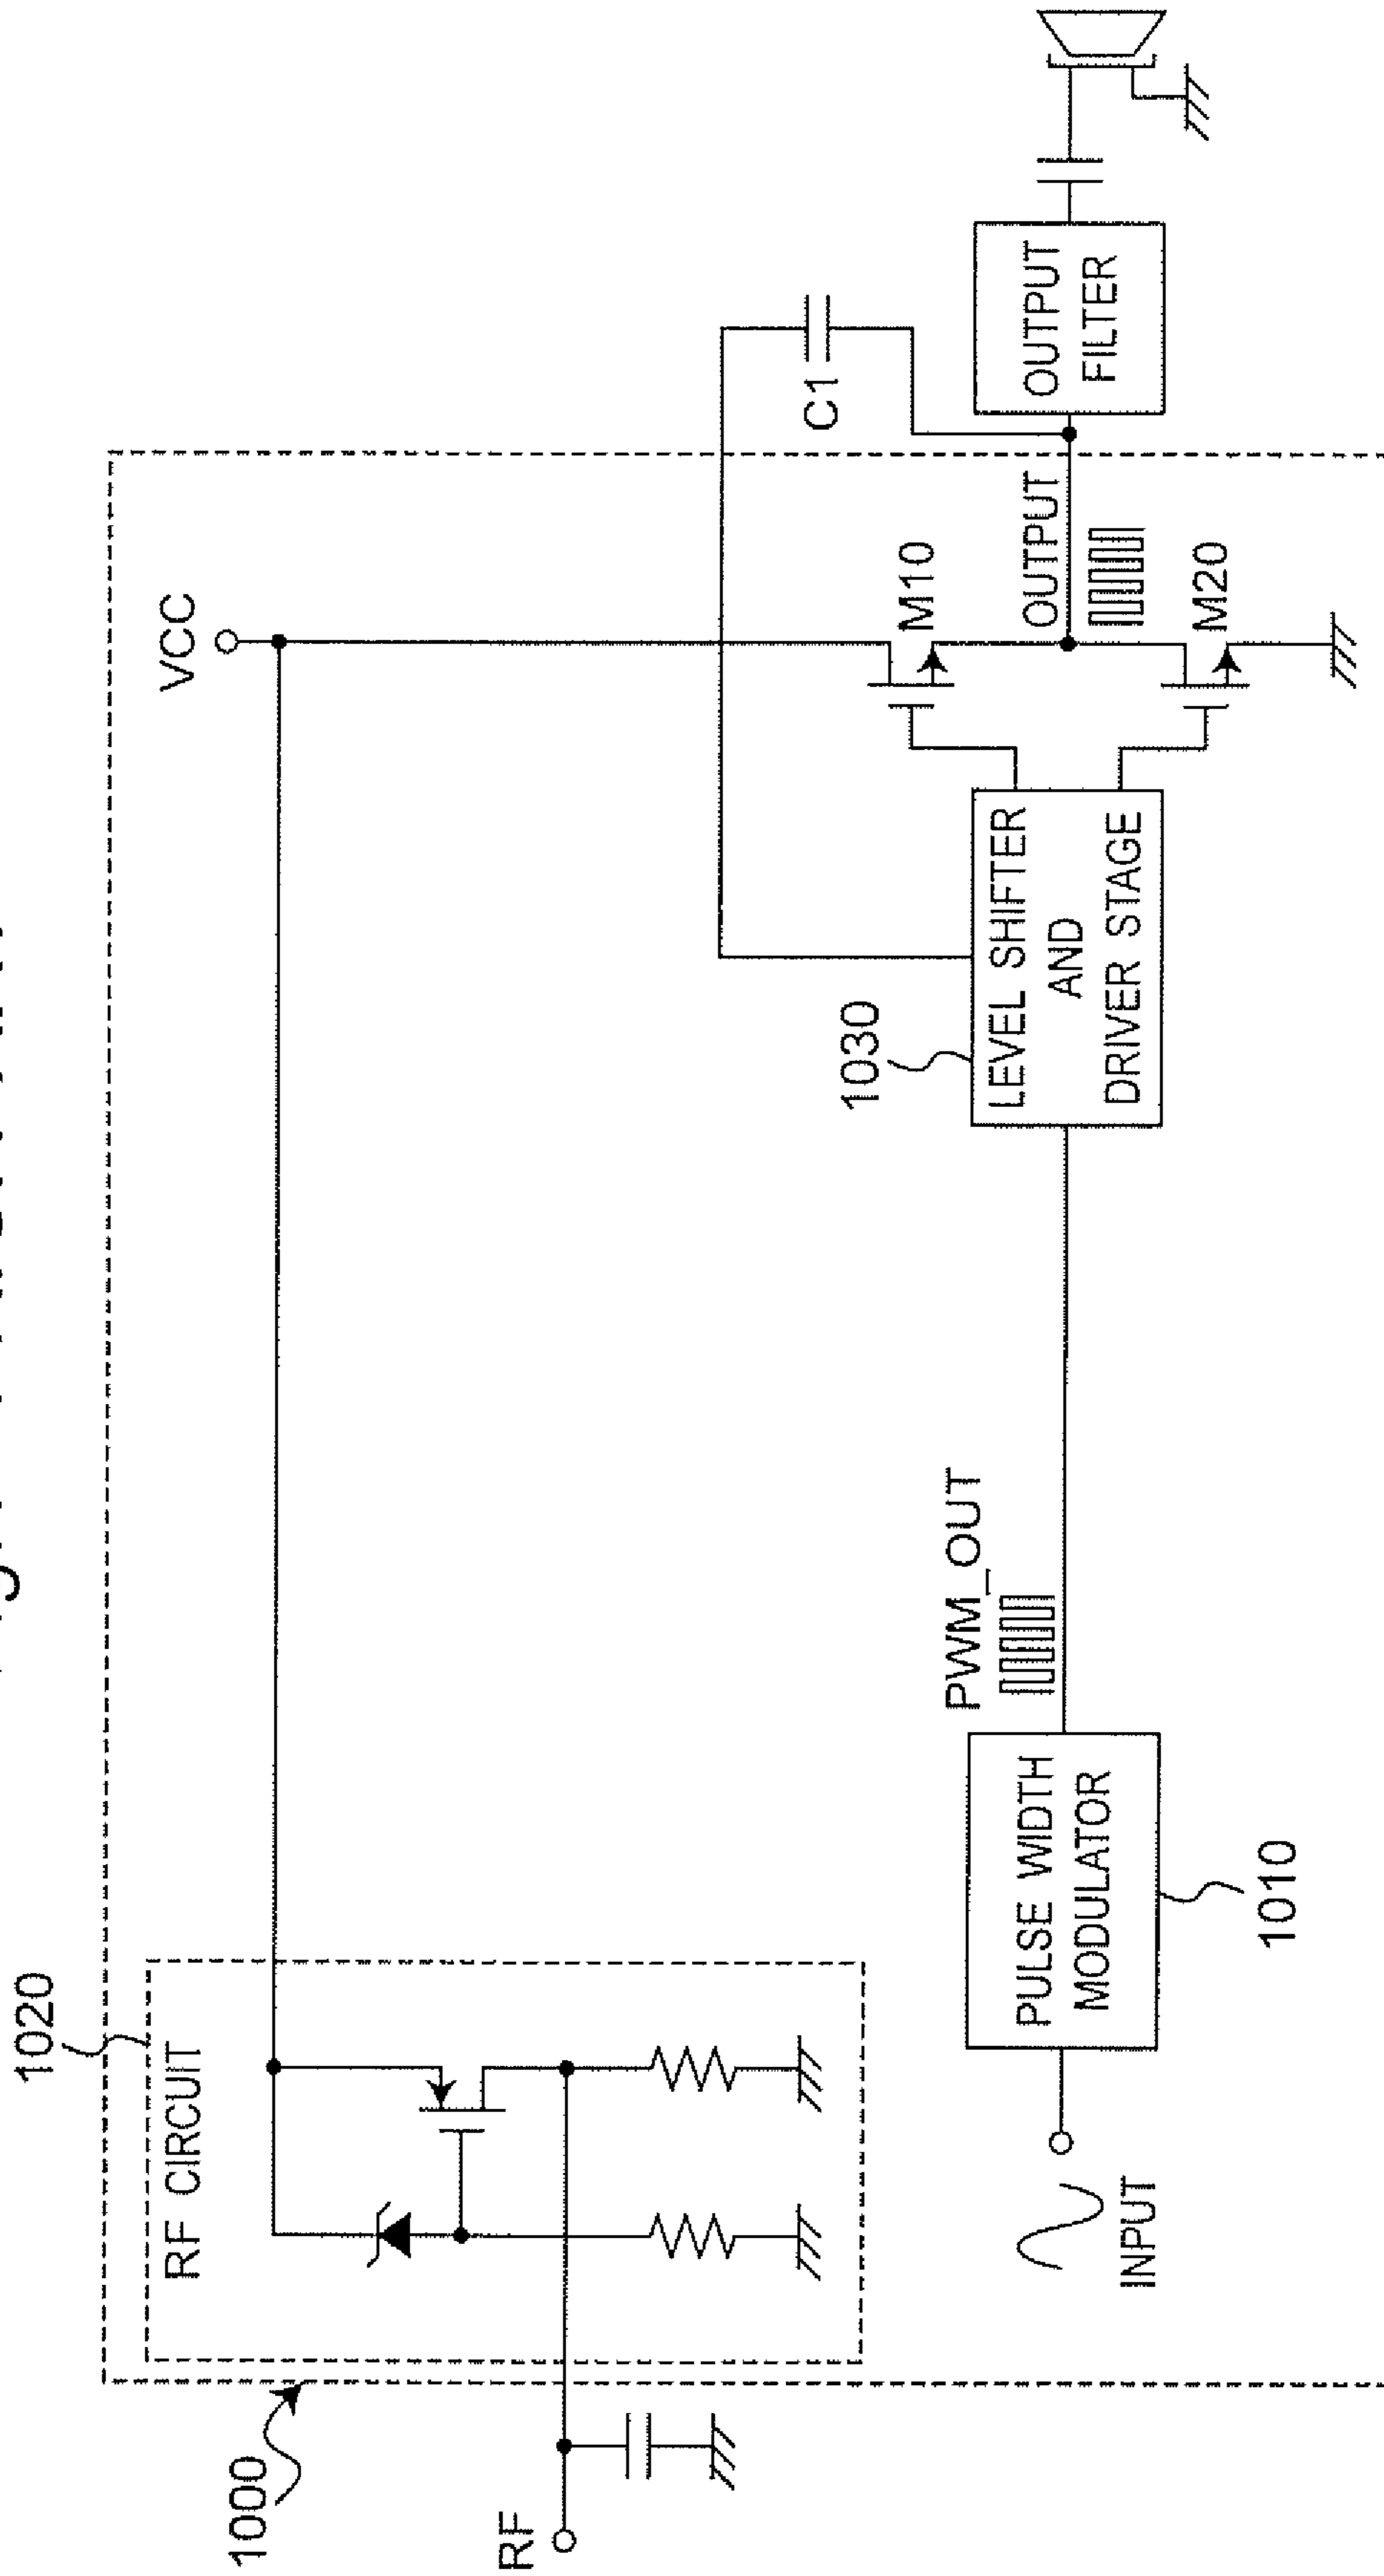 1020
1000
RF CIRCUIT
VCC
RF
C1
1030
M10
PWM_OUT
OUTPUT
INPUT
PULSE WIDTH
MODULATOR
1010
LEVEL SHIFTER
AND
DRIVER STAGE
M20
OUTPUT
FILTER